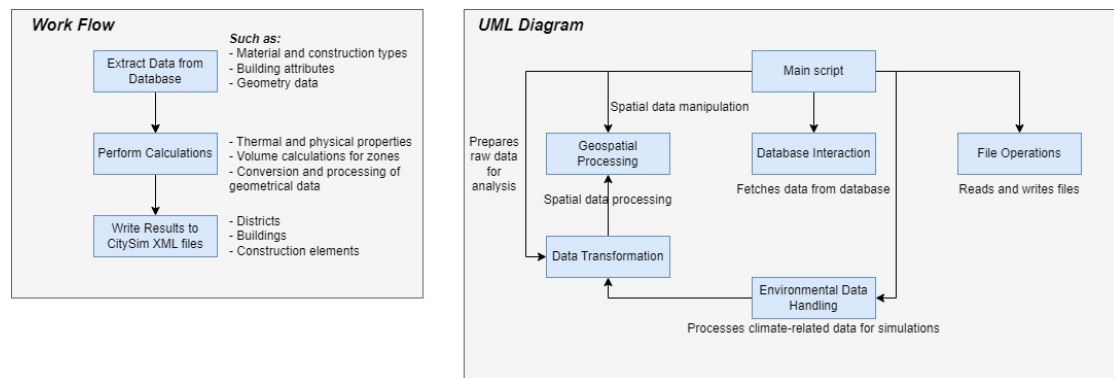 Work Flow
Extract Data from
Database
Such as:
- Material and construction types
- Building attributes
- Geometry data
Perform Calculations
- Thermal and physical properties
- Volume calculations for zones
- Conversion and processing of
geometrical data
Write Results to
CitySim XML files
- Districts
- Buildings
- Construction elements
UML Diagram
Main script
Spatial data manipulation
Prepares
raw data
for
analysis
Geospatial
Processing
Database Interaction
File Operations
Fetches data from database
Reads and writes files
Spatial data processing
Data Transformation
Environmental Data
Handling
Processes climate-related data for simulations